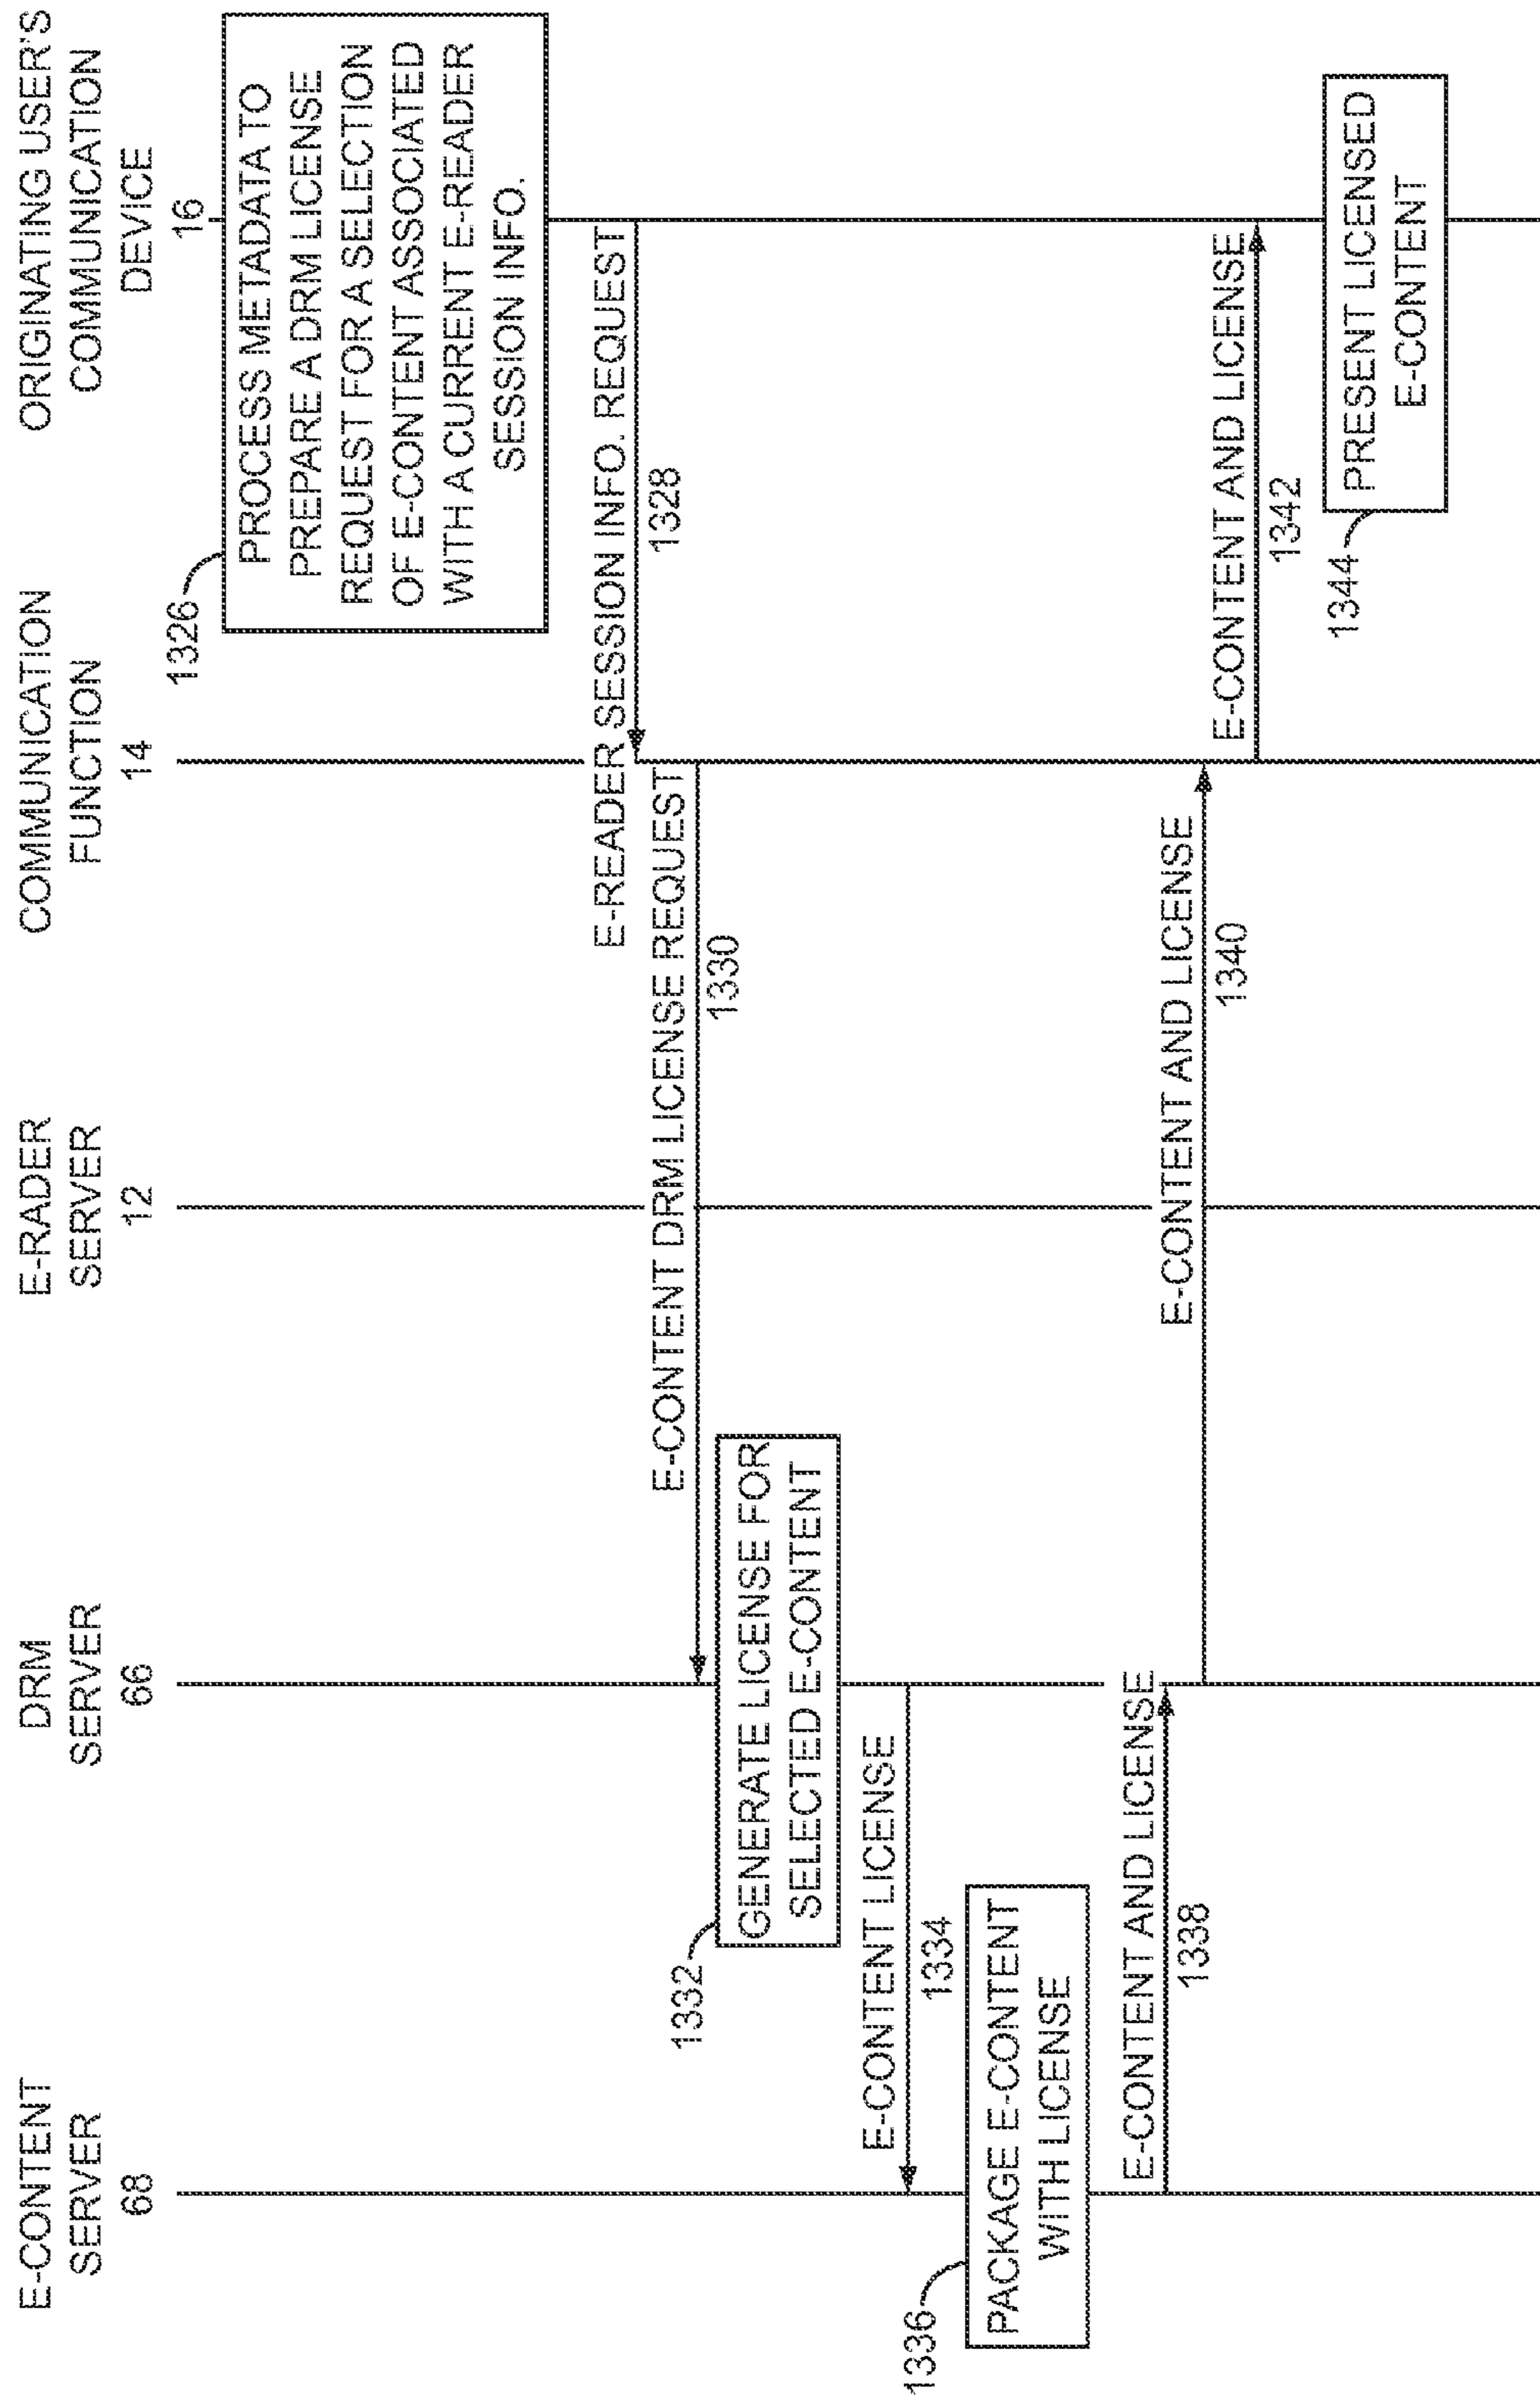 E-CONTENT
SERVER
68
DRM
SERVER
66
E-RADER
SERVER
12
COMMUNICATION
FUNCTION
14
ORIGINATING USER'S
COMMUNICATION
DEVICE
16
1326
PROCESS METADATA TO
PREPARE A DRM LICENSE
REQUEST FOR A SELECTION
OF E-CONTENT ASSOCIATED
WITH A CURRENT E-READER
SESSION INFO.
E-READER SESSION INFO. REQUEST
1328
E-CONTENT DRM LICENSE REQUEST
1330
1332
GENERATE LICENSE FOR
SELECTED E-CONTENT
E-CONTENT LICENSE
1334
1336
PACKAGE E-CONTENT
WITH LICENSE
E-CONTENT AND LICENSE
1338
E-CONTENT AND LICENSE
1340
E-CONTENT AND LICENSE
1342
1344
PRESENT LICENSED
E-CONTENT